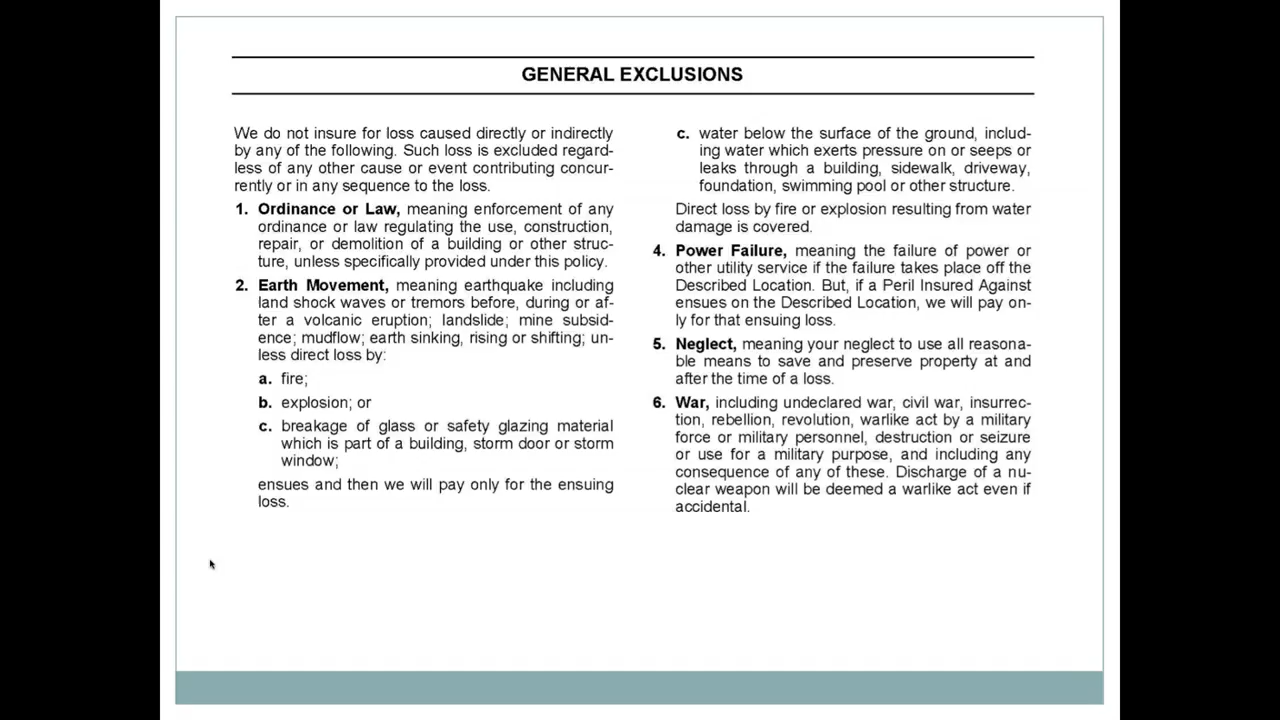 GENERAL EXCLUSIONS
We do not insure for loss caused directly or indirectly
by any of the following. Such loss is excluded regard-
less of any other cause or event contributing concur-
rently or in any sequence to the loss.
1. Ordinance or Law, meaning enforcement of any
ordinance or law regulating the use, construction,
repair, or demolition of a building or other struc-
ture, unless specifically provided under this policy.
2. Earth Movement, meaning earthquake including
land shock waves or tremors before, during or af-
ter a volcanic eruption; landslide; mine subsid-
ence; mudflow; earth sinking, rising or shifting; un-
less direct loss by:
a. fire;
b. explosion; or
c. breakage of glass or safety glazing material
which is part of a building, storm door or storm
window;
ensues and then we will pay only for the ensuing
loss.
c. water below the surface of the ground, includ-
ing water which exerts pressure on or seeps or
leaks through a building, sidewalk, driveway,
foundation, swimming pool or other structure.
Direct loss by fire or explosion resulting from water
damage is covered.
4. Power Failure, meaning the failure of power or
other utility service if the failure takes place off the
Described Location. But, if a Peril Insured Against
ensues on the Described Location, we will pay on-
ly for that ensuing loss.
5. Neglect, meaning your neglect to use all reasona-
ble means to save and preserve property at and
after the time of a loss.
6. War, including undeclared war, civil war, insurrec-
tion, rebellion, revolution, warlike act by a military
force or military personnel, destruction or seizure
or use for a military purpose, and including any
consequence of any of these. Discharge of a nu-
clear weapon will be deemed a warlike act even if
accidental.